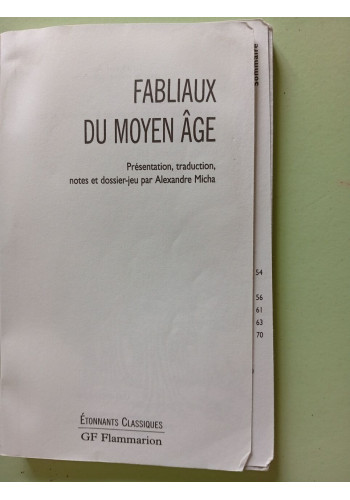 FABLIAUX
DU MOYEN ÂGE
Présentation, traduction,
notes et dossier-jeu par Alexandre Micha
ÉTONNANTS CLASSIQUES
GF Flammarion
Sommaire
54
56
61
63
70